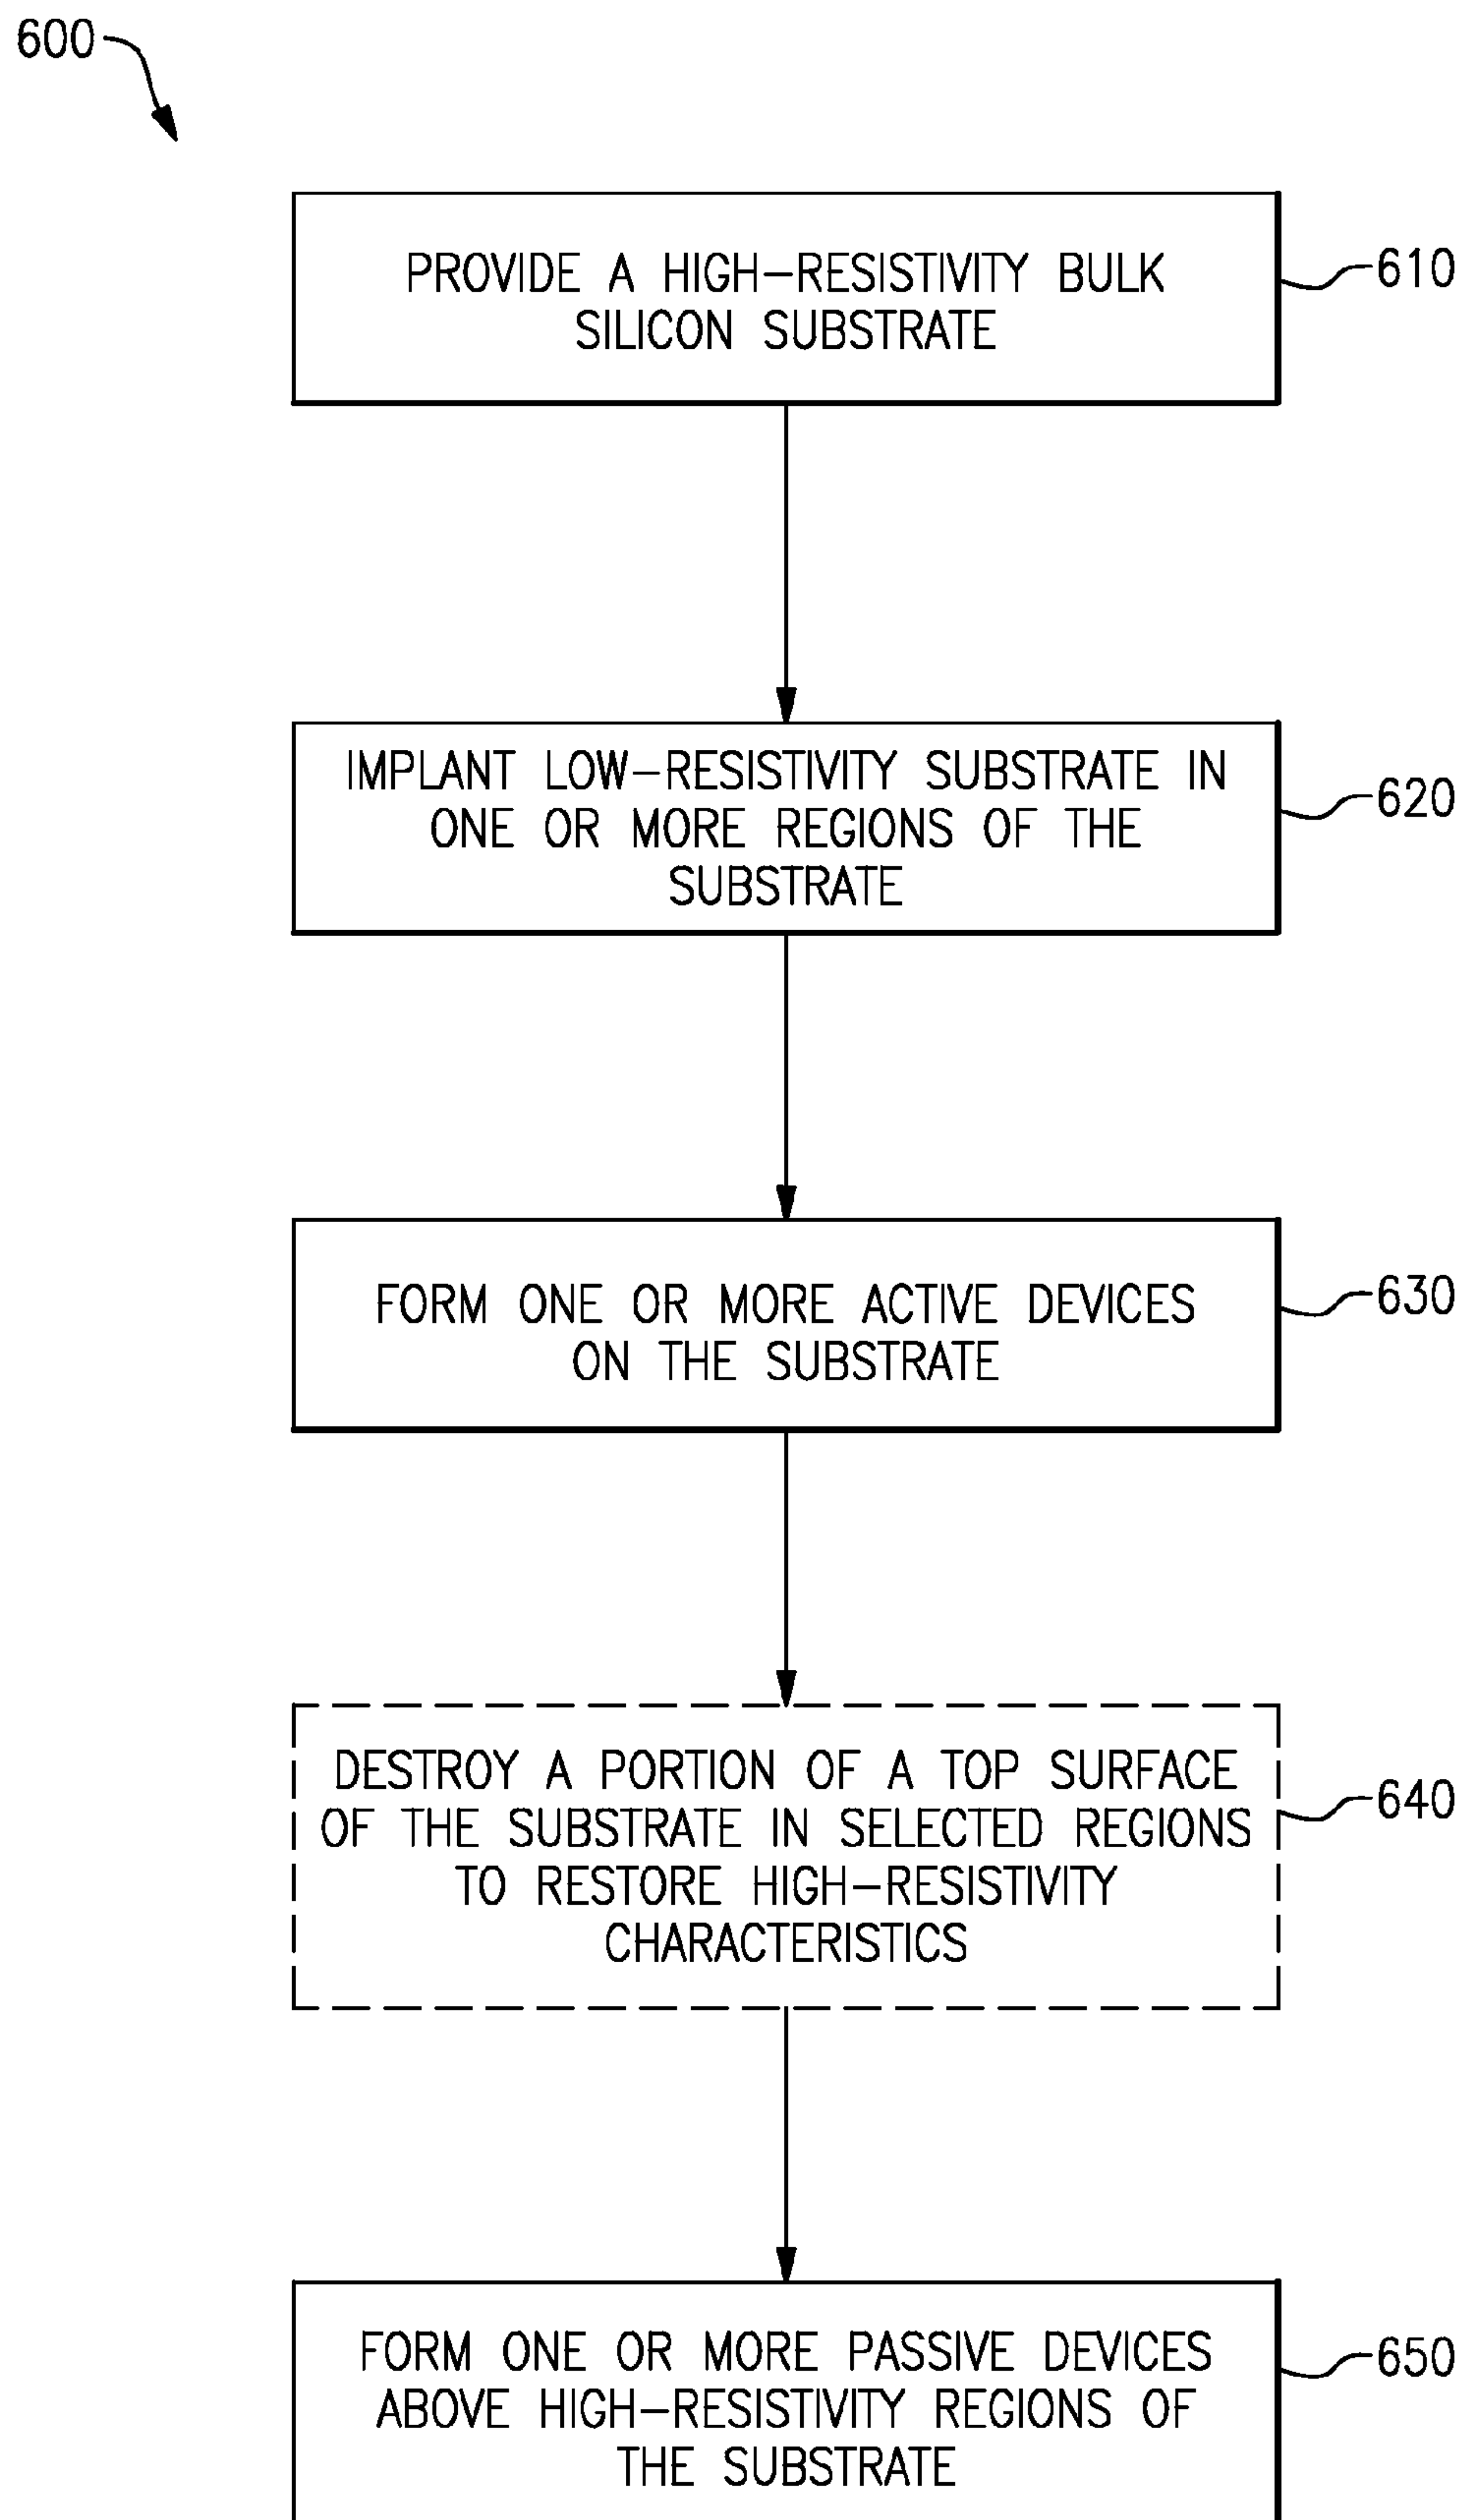 600
PROVIDE A HIGH-RESISTIVITY BULK
SILICON SUBSTRATE
610
IMPLANT LOW-RESISTIVITY SUBSTRATE IN
ONE OR MORE REGIONS OF THE
SUBSTRATE
620
FORM ONE OR MORE ACTIVE DEVICES
ON THE SUBSTRATE
630
DESTROY A PORTION OF A TOP SURFACE
OF THE SUBSTRATE IN SELECTED REGIONS
TO RESTORE HIGH-RESISTIVITY
CHARACTERISTICS
640
FORM ONE OR MORE PASSIVE DEVICES
ABOVE HIGH-RESISTIVITY REGIONS OF
THE SUBSTRATE
650